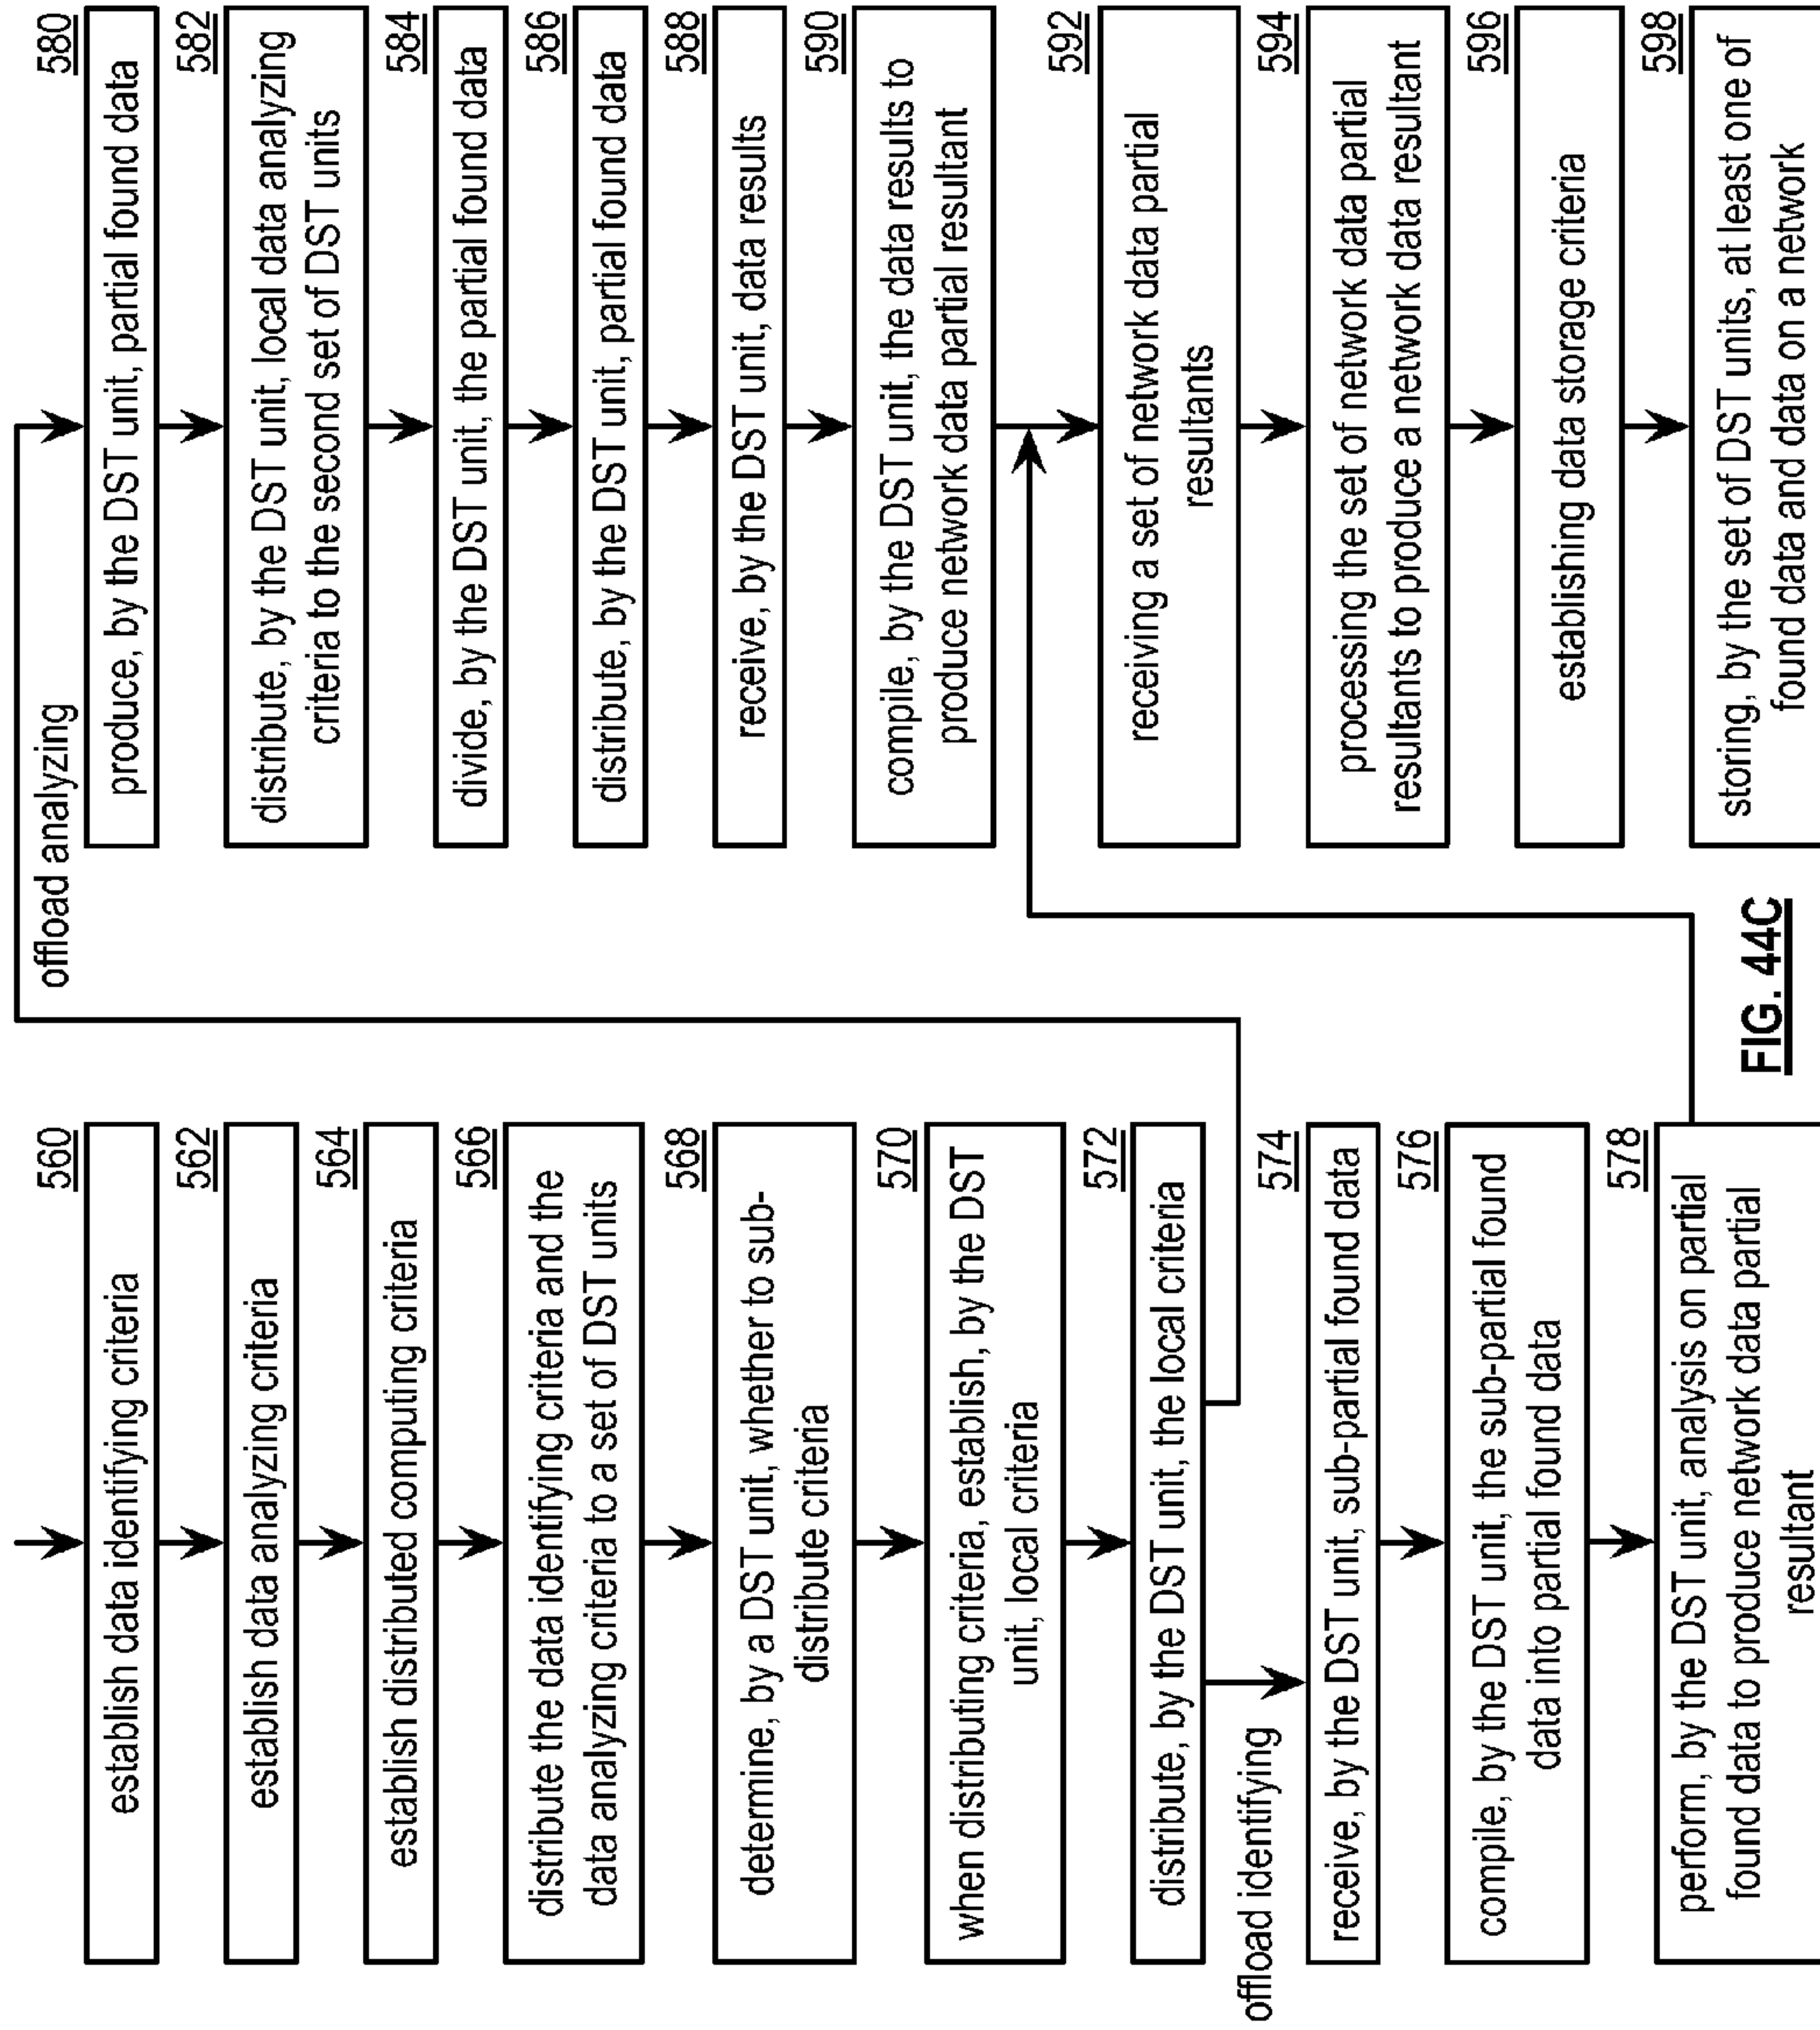 560
establish data identifying criteria
562
establish data analyzing criteria
564
establish distributed computing criteria
566
distribute the data identifying criteria and the
data analyzing criteria to a set of DST units
568
determine, by a DST unit, whether to sub-
distribute criteria
570
when distributing criteria, establish, by the DST
unit, local criteria
572
distribute, by the DST unit, the local criteria
offload identifying
574
receive, by the DST unit, sub-partial found data
576
compile, by the DST unit, the sub-partial found
data into partial found data
578
perform, by the DST unit, analysis on partial
found data to produce network data partial
resultant
offload analyzing
580
produce, by the DST unit, partial found data
582
distribute, by the DST unit, local data analyzing
criteria to the second set of DST units
584
divide, by the DST unit, the partial found data
586
distribute, by the DST unit, partial found data
588
receive, by the DST unit, data results
590
compile, by the DST unit, the data results to
produce network data partial resultant
592
receiving a set of network data partial
resultants
594
processing the set of network data partial
resultants to produce a network data resultant
596
establishing data storage criteria
598
storing, by the set of DST units, at least one of
found data and data on a network
FIG. 44C